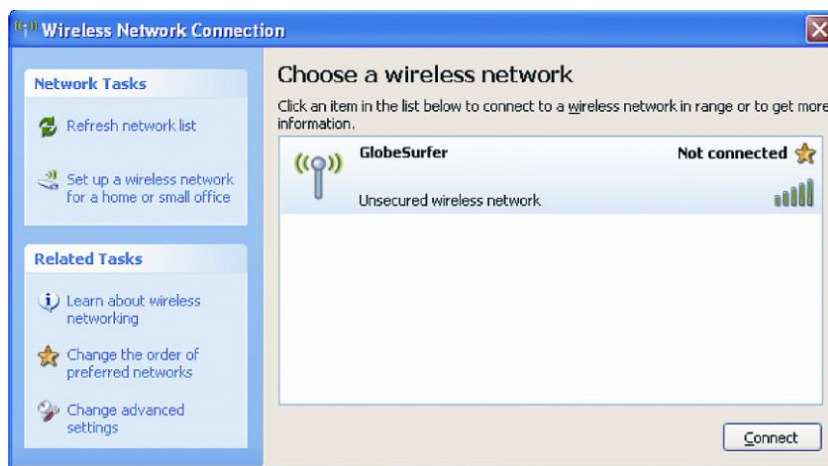 Wireless Network Connection
Network Tasks
Refresh network list
Set up a wireless network
for a home or small office
Related Tasks
Learn about wireless
networking
Change the order of
preferred networks
Change advanced
settings
Choose a wireless network
Click an item in the list below to connect to a wireless network in range or to get more
information.
GlobeSurfer
Not connected
Unsecured wireless network
Connect